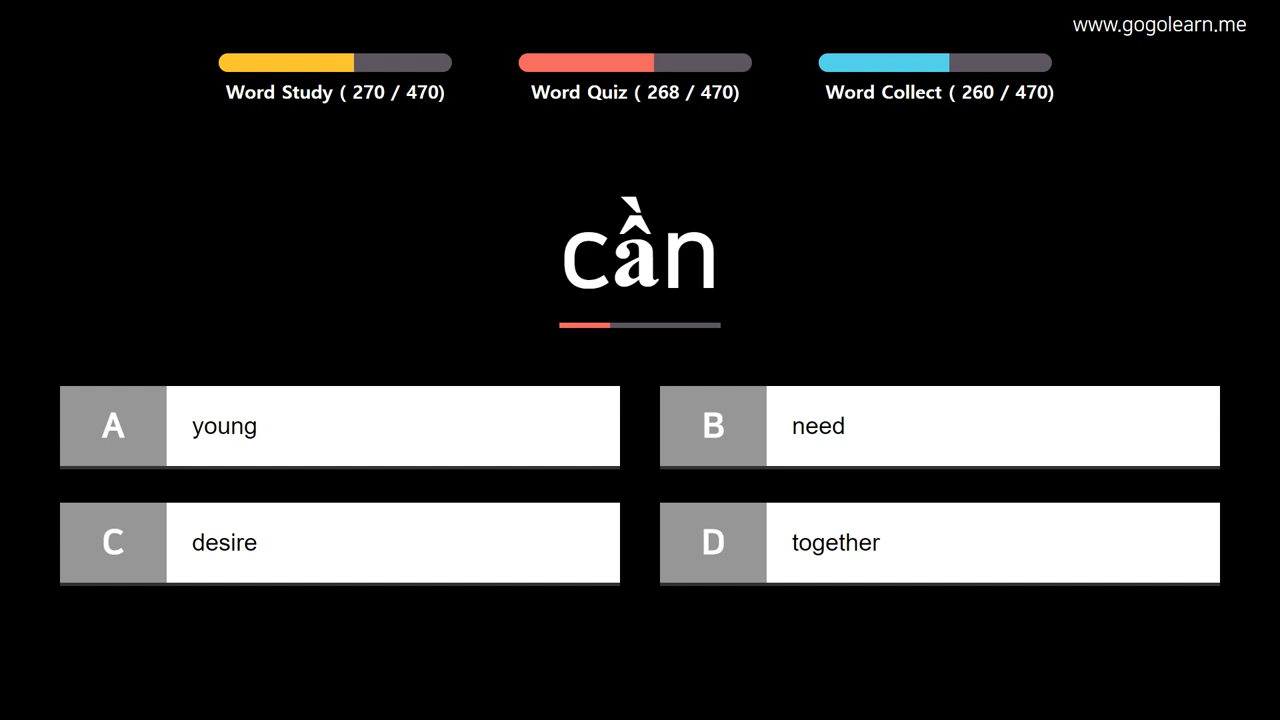 www.gogolearn.me
Word Study ( 270 / 470)
Word Quiz ( 268 / 470)
Word Collect ( 260 / 470)
cần
A young
B need
C desire
D together